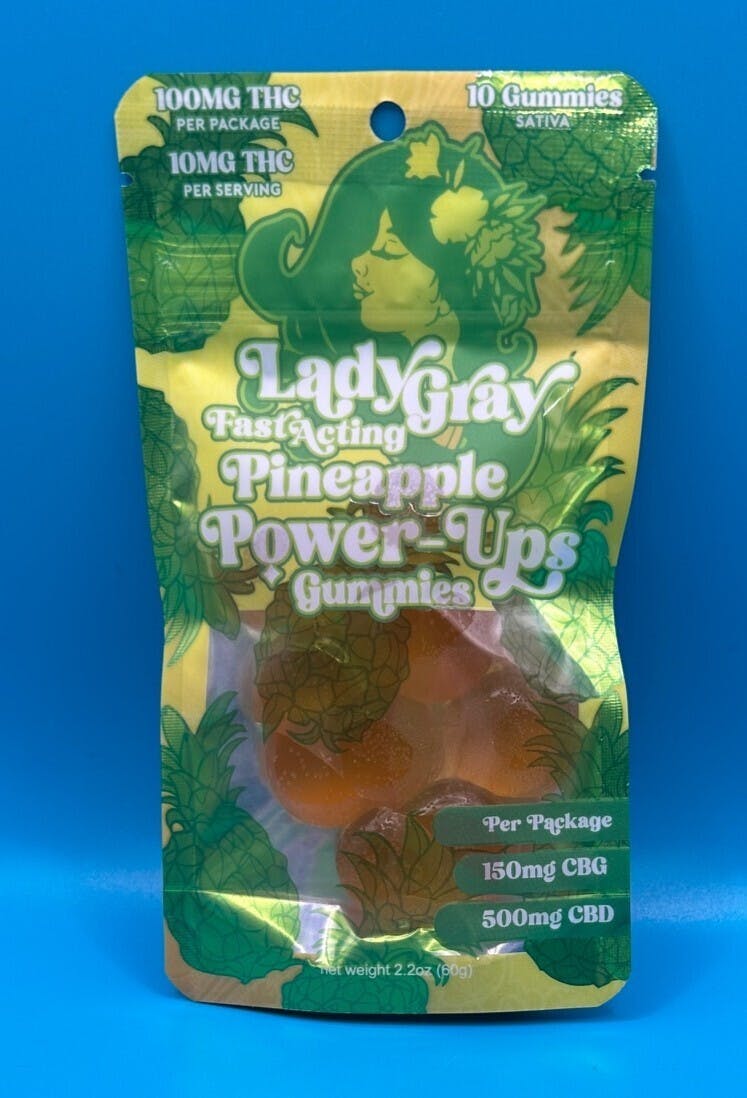 100MG THC
PER PACKAGE
10MG THC
PER SERVING
10 Gummies
SATIVA
Lady Gray
Fast Acting
Pineapple
Power-Ups
Gummies
Per Package
150mg CBG
500mg CBD
net weight 2.2oz (60g)